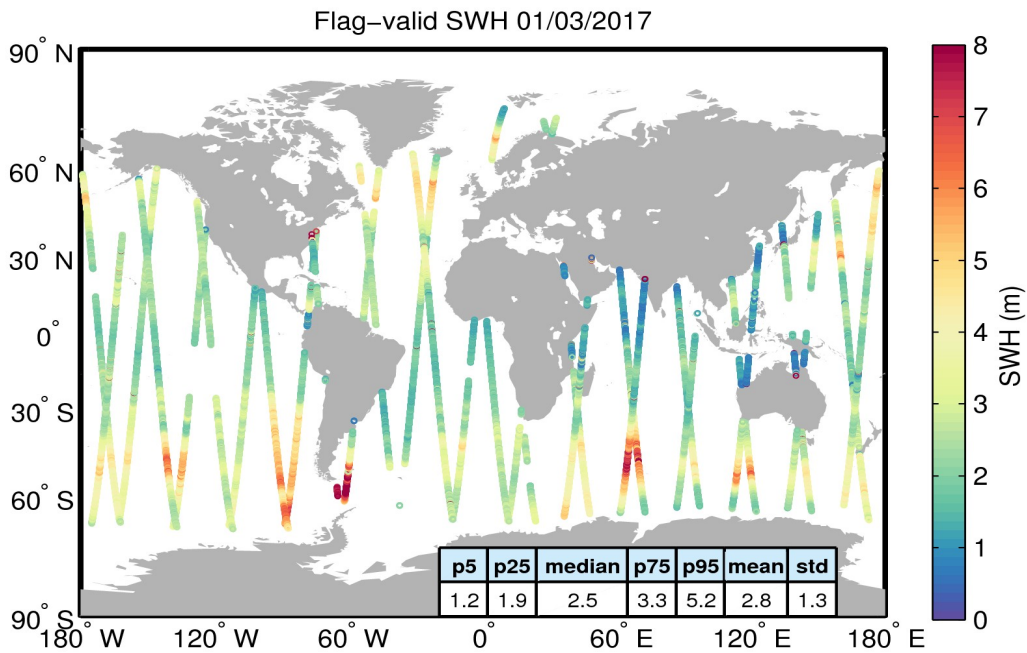 Flag−valid SWH 01/03/2017
90° N
60° N
30° N
0°
30° S
60° S
90° S
180° W
120° W
60° W
0°
60° E
120° E
180° E
p5 p25 median p75 p95 mean std
1.2 1.9 2.5 3.3 5.2 2.8 1.3
8
7
6
5
4
3
2
1
0
SWH (m)